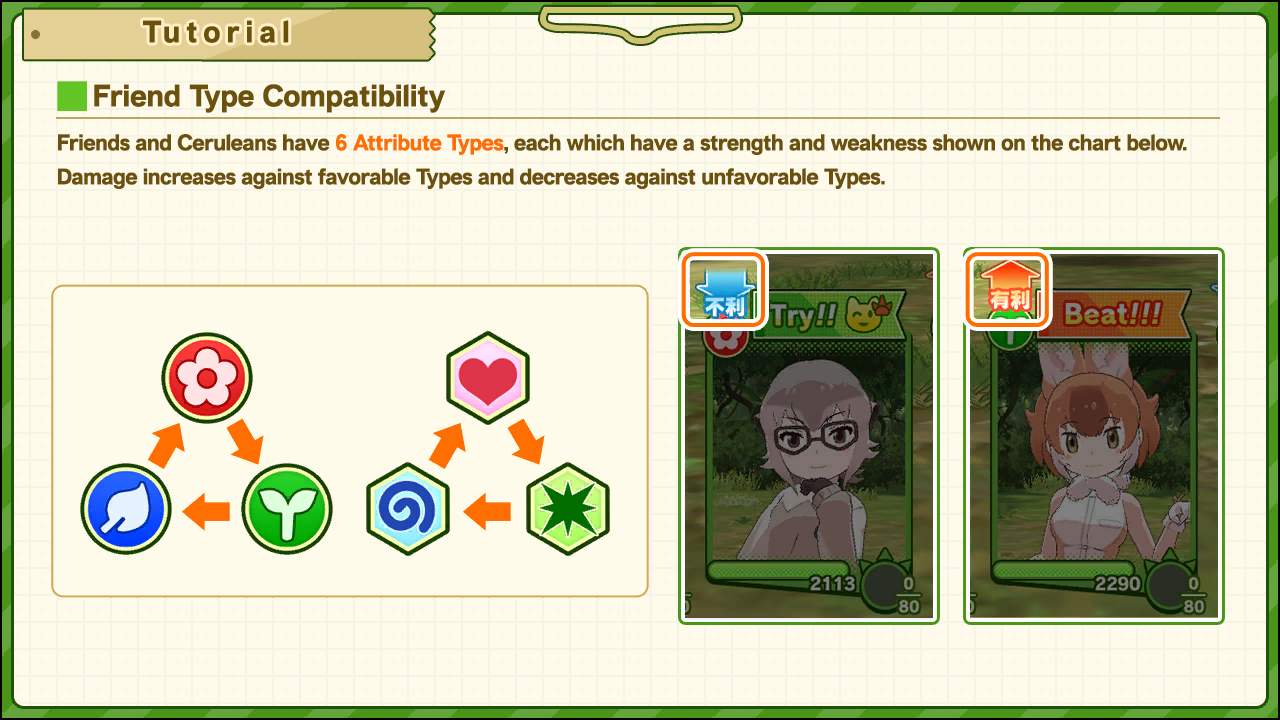 Tutorial
Friend Type Compatibility
Friends and Ceruleans have 6 Attribute Types, each which have a strength and weakness shown on the chart below.
Damage increases against favorable Types and decreases against unfavorable Types.
不利
Try!!
2113
0
80
有利
Beat!!!
2290
0
80